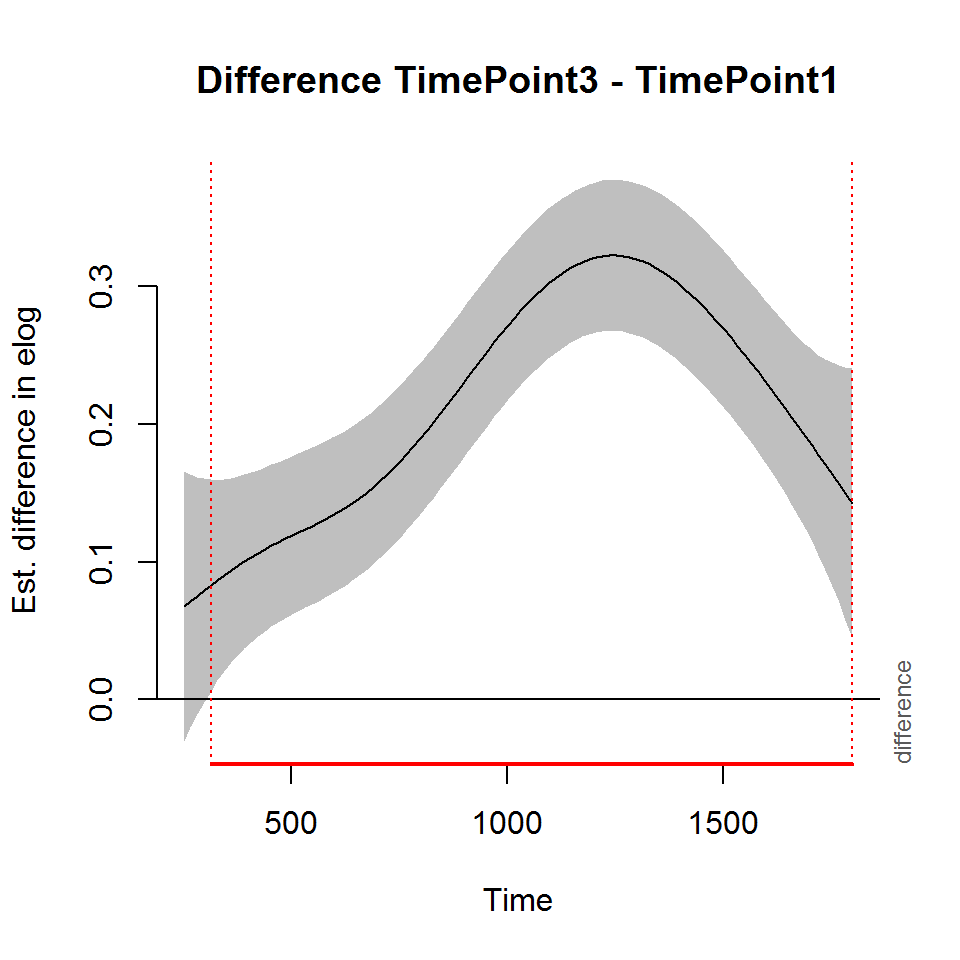 Difference TimePoint3 - TimePoint1
Est. difference in elog
0.3
0.2
0.1
0.0
difference
500 1000 1500
Time